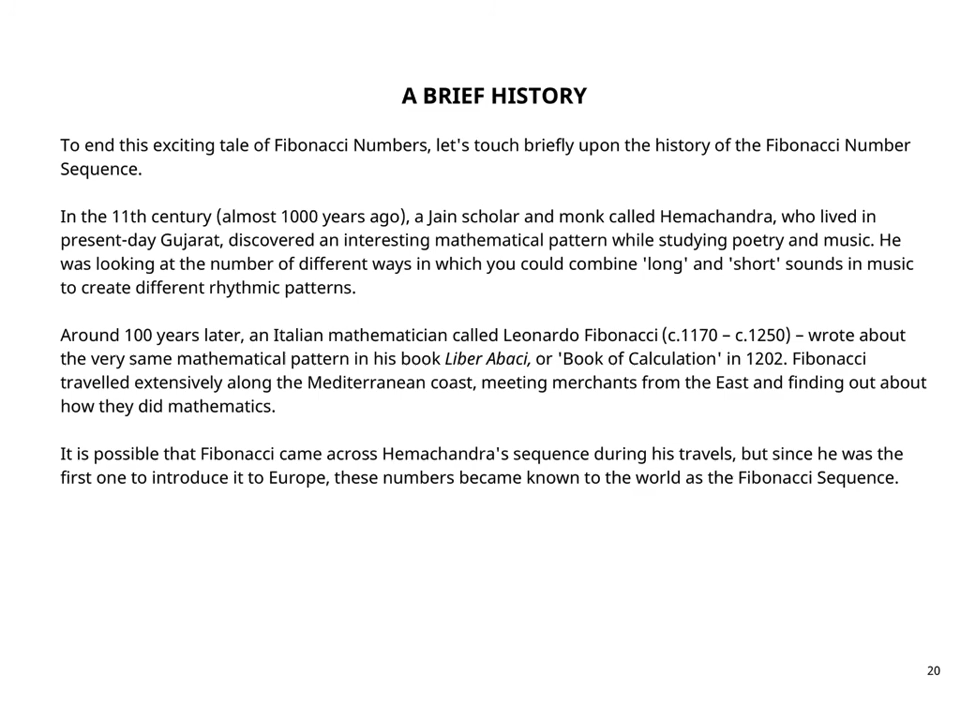 A BRIEF HISTORY
To end this exciting tale of Fibonacci Numbers, let's touch briefly upon the history of the Fibonacci Number
Sequence.
In the 11th century (almost 1000 years ago), a Jain scholar and monk called Hemachandra, who lived in
present-day Gujarat, discovered an interesting mathematical pattern while studying poetry and music. He
was looking at the number of different ways in which you could combine 'long' and 'short' sounds in music
to create different rhythmic patterns.
Around 100 years later, an Italian mathematician called Leonardo Fibonacci (c.1170 – c.1250) – wrote about
the very same mathematical pattern in his book Liber Abaci, or 'Book of Calculation' in 1202. Fibonacci
travelled extensively along the Mediterranean coast, meeting merchants from the East and finding out about
how they did mathematics.
It is possible that Fibonacci came across Hemachandra's sequence during his travels, but since he was the
first one to introduce it to Europe, these numbers became known to the world as the Fibonacci Sequence.
20